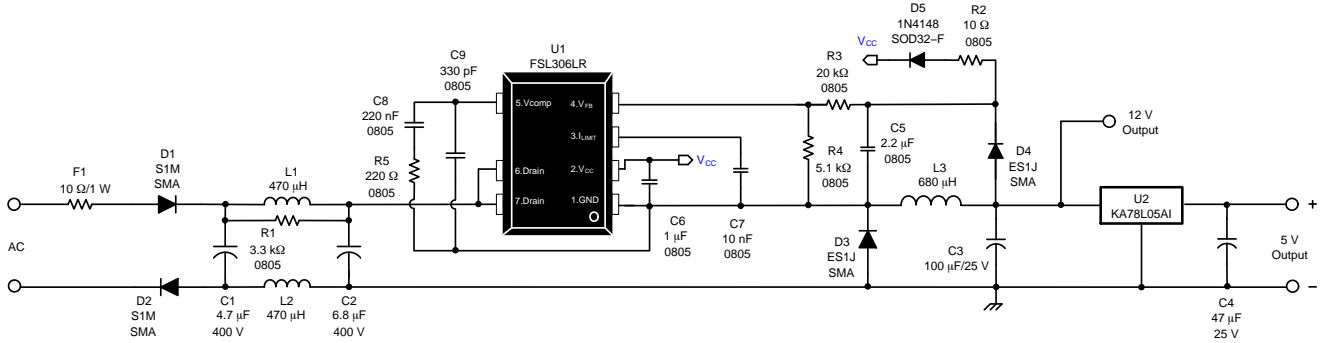 F1
10 Ω/1 W
AC
D1
S1M
SMA
D2
S1M
SMA
L1
470 μH
R1
3.3 kΩ
0805
C1
4.7 μF
400 V
L2
470 μH
C2
6.8 μF
400 V
C8
220 nF
0805
R5
220 Ω
0805
C9
330 pF
0805
U1
FSL306LR
5.Vcomp
4.VFB
3.ILIMIT
6.Drain
2.VCC
7.Drain
1.GND
VCC
C6
1 μF
0805
C7
10 nF
0805
VCC
D5
1N4148
SOD32–F
R2
10 Ω
0805
R3
20 kΩ
0805
R4
5.1 kΩ
0805
C5
2.2 μF
0805
L3
680 μH
D4
ES1J
SMA
D3
ES1J
SMA
C3
100 μF/25 V
12 V
Output
U2
KA78L05AI
+
5 V
Output
−
C4
47 μF
25 V